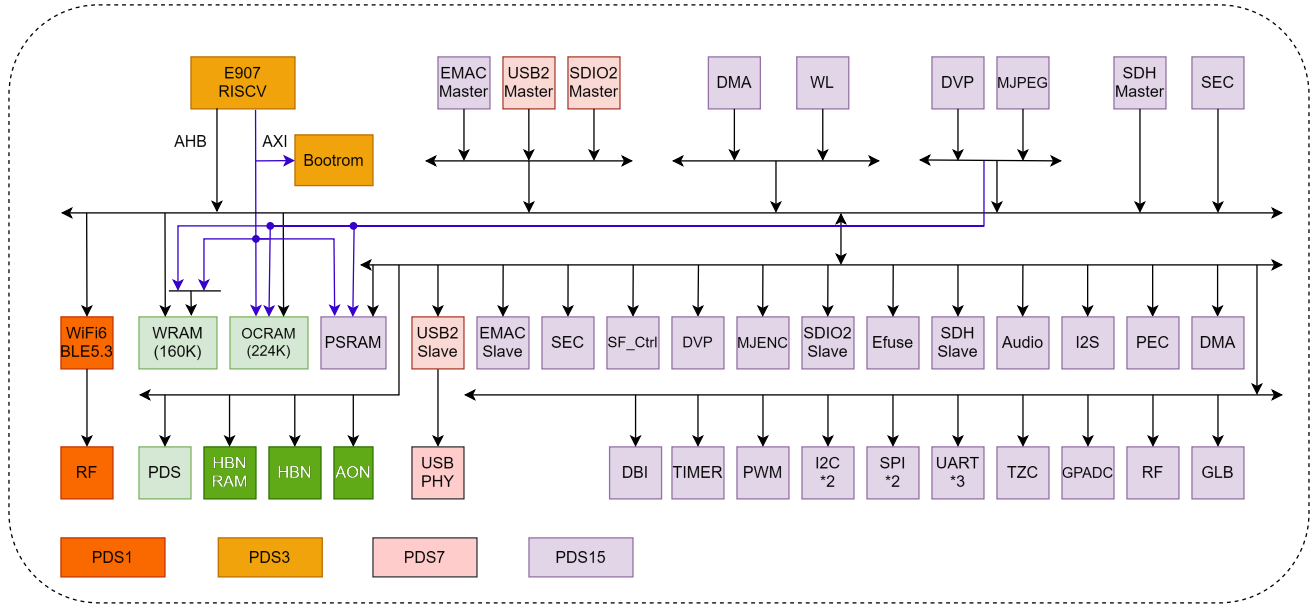 E907
RISCV
EMAC
Master
USB2
Master
SDIO2
Master
DMA
WL
DVP
MJPEG
SDH
Master
SEC
AHB
AXI
Bootrom
WiFi6
BLE5.3
WRAM
(160K)
OCRAM
(224K)
PSRAM
USB2
Slave
EMAC
Slave
SEC
SF_Ctrl
DVP
MJENC
SDIO2
Slave
Efuse
SDH
Slave
Audio
I2S
PEC
DMA
RF
PDS
HBN
RAM
HBN
AON
USB
PHY
DBI
TIMER
PWM
I2C
*2
SPI
*2
UART
*3
TZC
GPADC
RF
GLB
PDS1
PDS3
PDS7
PDS15